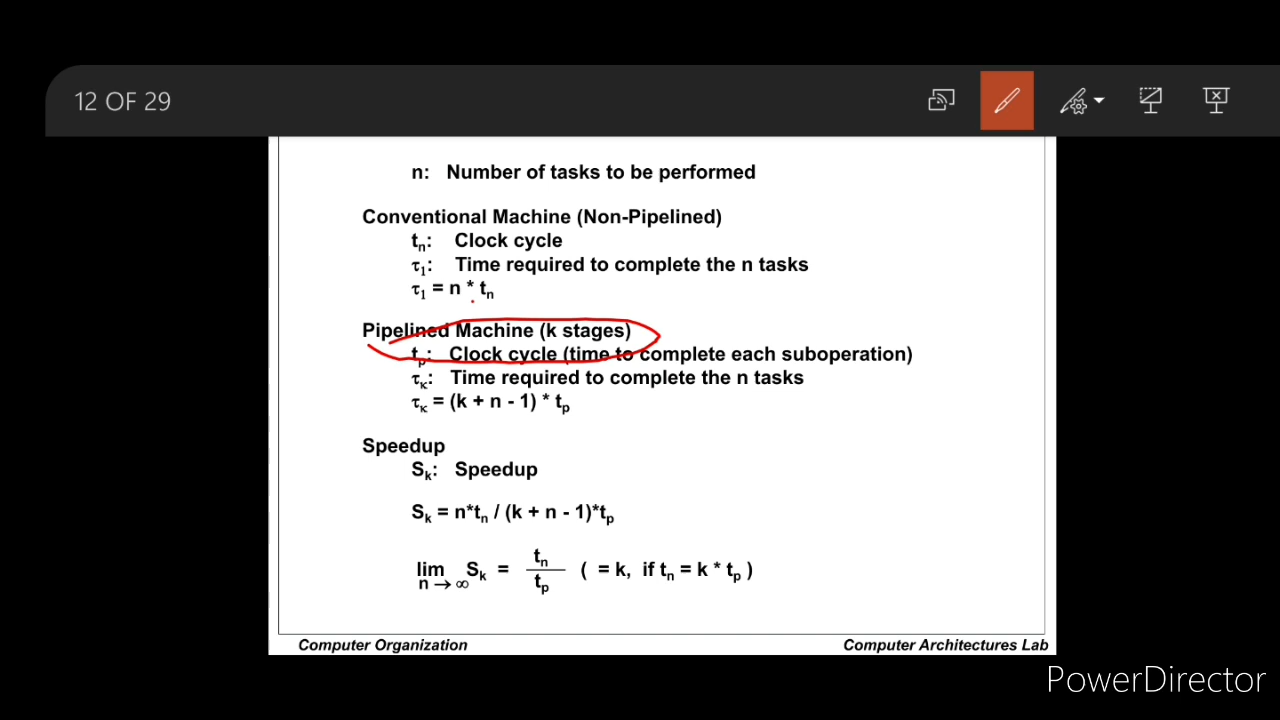 12 OF 29
n: Number of tasks to be performed
Conventional Machine (Non-Pipelined)
tn: Clock cycle
τ1: Time required to complete the n tasks
τ1 = n * tn
Pipelined Machine (k stages)
tp: Clock cycle (time to complete each suboperation)
τκ: Time required to complete the n tasks
τκ = (k + n - 1) * tp
Speedup
Sk: Speedup
Sk = n*tn / (k + n - 1)*tp
lim n → ∞ Sk = tn / tp ( = k, if tn = k * tp )
Computer Organization Computer Architectures Lab
PowerDirector